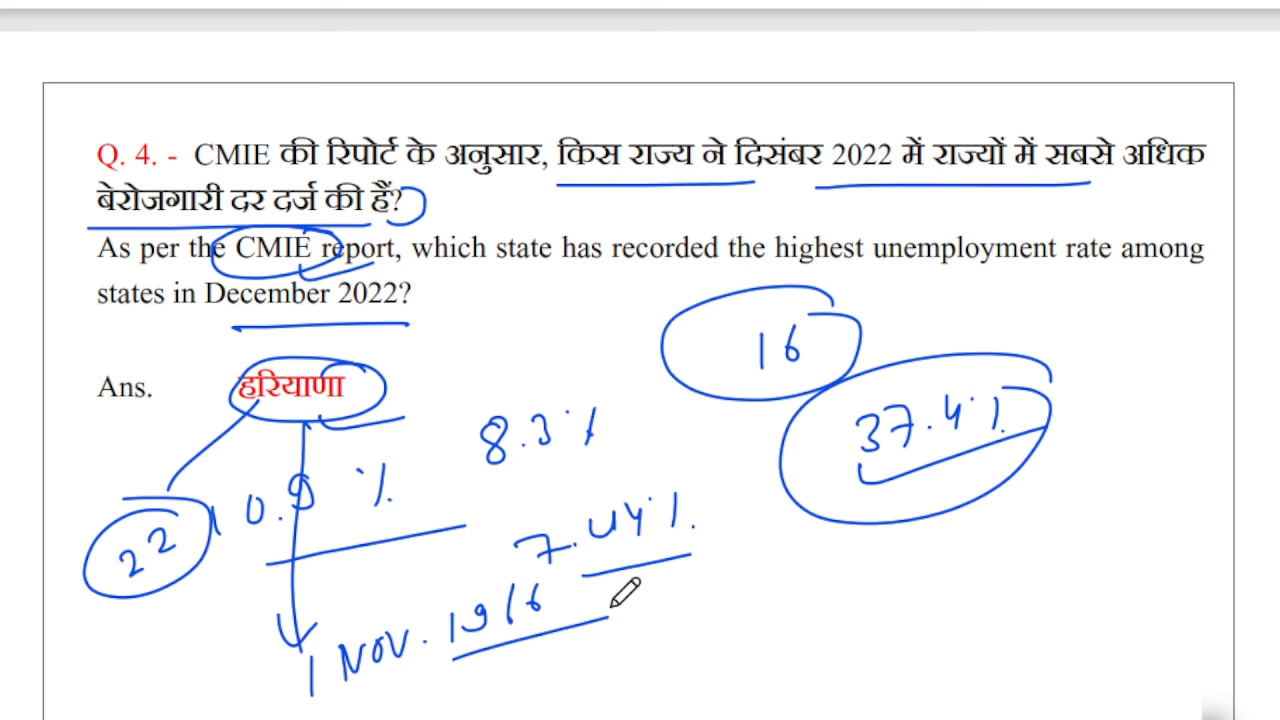 Q. 4. - CMIE की रिपोर्ट के अनुसार, किस राज्य ने दिसंबर 2022 में राज्यों में सबसे अधिक
बेरोजगारी दर दर्ज की हैं?
As per the CMIE report, which state has recorded the highest unemployment rate among
states in December 2022?
16
Ans. हरियाणा
37.4%
8.3%
0.9 %
22
7.44%
1 Nov. 1966